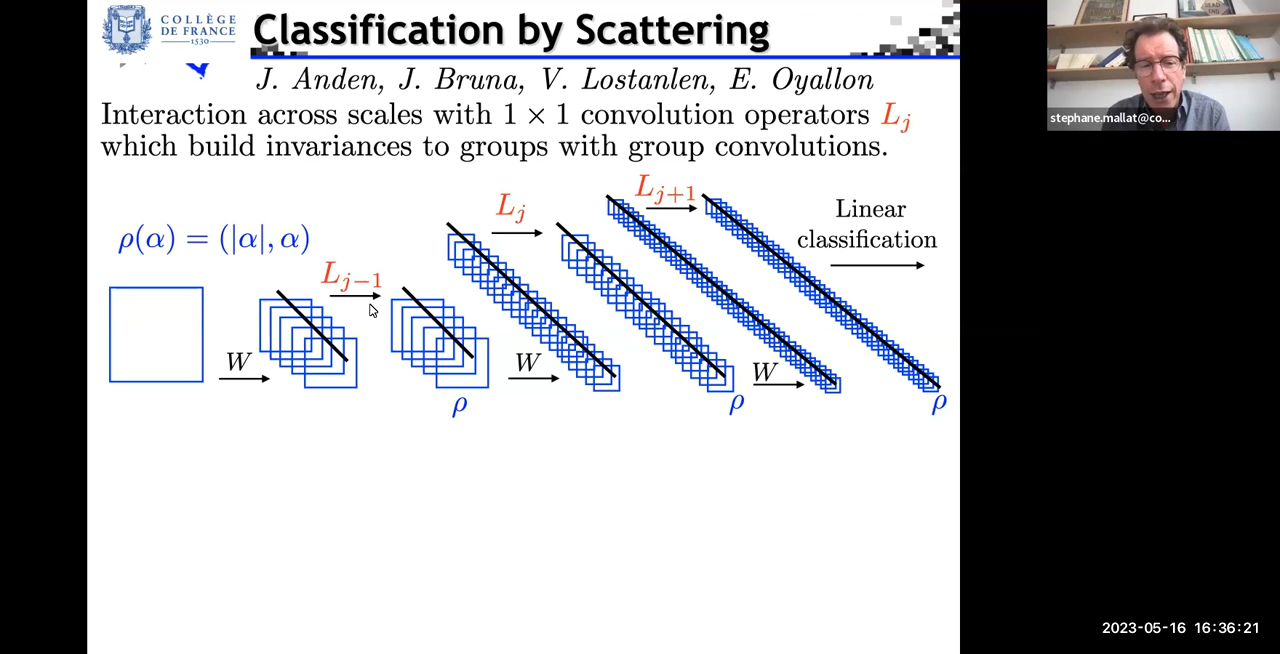 COLLÈGE
DE FRANCE
1530
Classification by Scattering
J. Anden, J. Bruna, V. Lostanlen, E. Oyallon
Interaction across scales with 1 × 1 convolution operators L_j
which build invariances to groups with group convolutions.
ρ(α) = (|α|, α)
L_{j−1}
L_j
L_{j+1}
Linear
classification
W
W
W
ρ
ρ
ρ
stephane.mallat@co...
2023-05-16 16:36:21